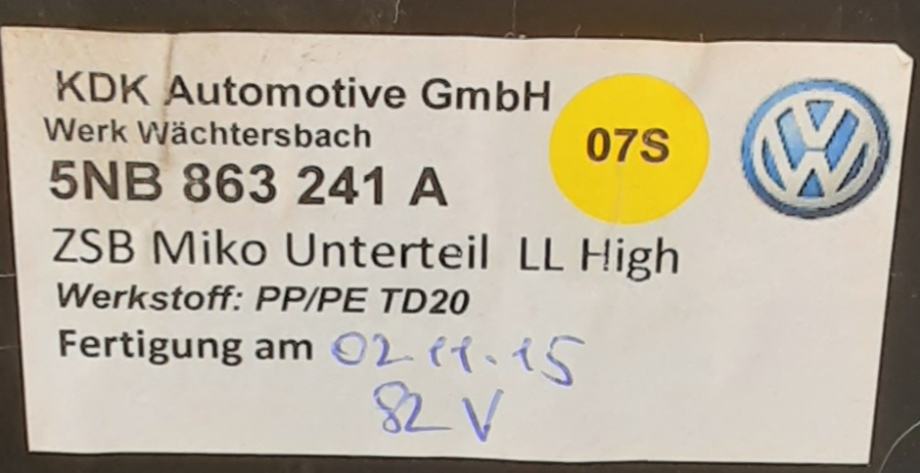 KDK Automotive GmbH
Werk Wächtersbach
07S
5NB 863 241 A
ZSB Miko Unterteil LL High
Werkstoff: PP/PE TD20
Fertigung am 02.11.15
82 V